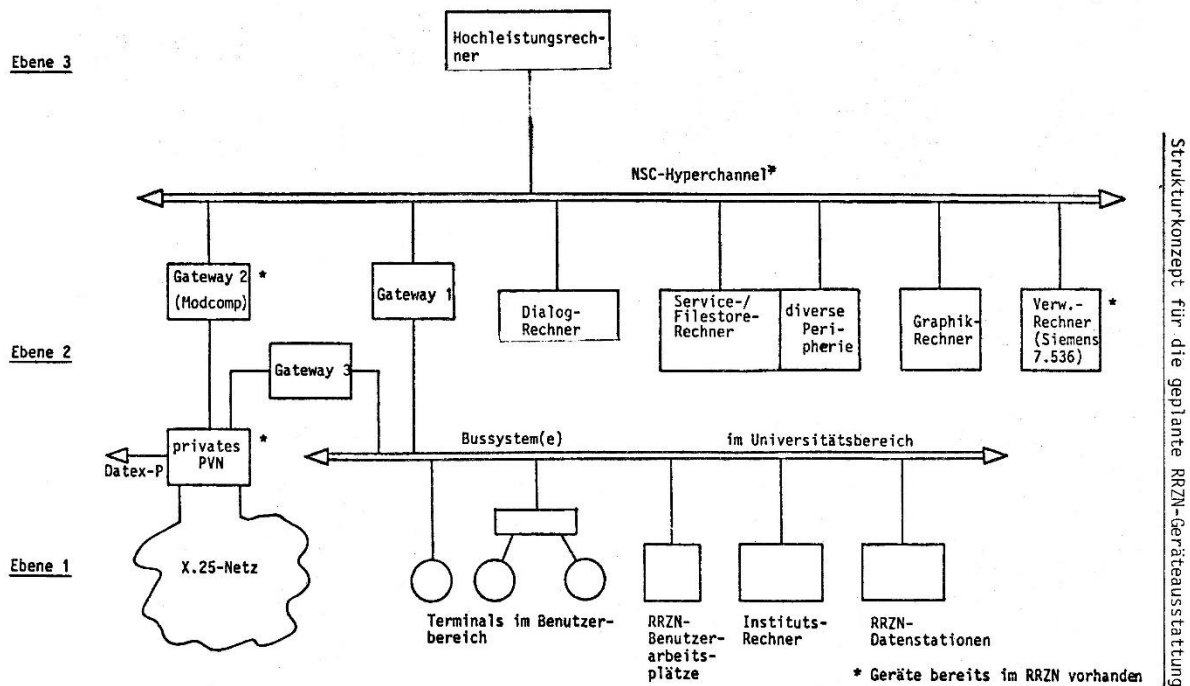 Hochleistungsrech-
ner
Ebene 3
NSC-Hyperchannel*
Gateway 2 *
(Modcomp)
Gateway 1
Dialog-
Rechner
Service-/
Filestore-
Rechner
diverse
Peri-
pherie
Graphik-
Rechner
Verw.- *
Rechner
(Siemens
7.536)
Ebene 2
Gateway 3
privates *
PVN
Datex-P
Bussystem(e) im Universitätsbereich
X.25-Netz
Ebene 1
Terminals im Benutzer-
bereich
RRZN-
Benutzer-
arbeits-
plätze
Instituts-
Rechner
RRZN-
Datenstationen
* Geräte bereits im RRZN vorhanden
Strukturkonzept für die geplante RRZN-Geräteausstattung